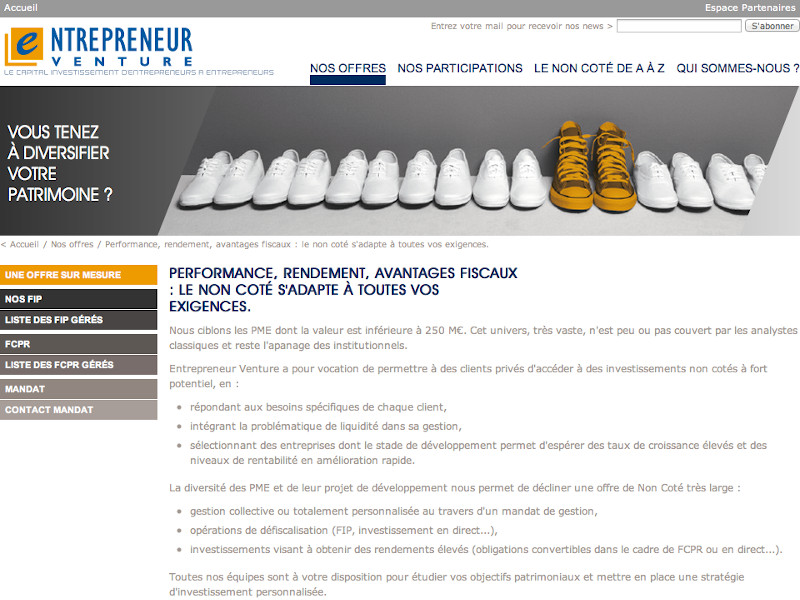 Accueil
Espace Partenaires
Entrez votre mail pour recevoir nos news >
S'abonner
e NTREPRENEUR
VENTURE
LE CAPITAL INVESTISSEMENT D'ENTREPRENEURS A ENTREPRENEURS
NOS OFFRES
NOS PARTICIPATIONS
LE NON COTÉ DE A À Z
QUI SOMMES-NOUS ?
VOUS TENEZ
À DIVERSIFIER
VOTRE
PATRIMOINE ?
< Accueil / Nos offres / Performance, rendement, avantages fiscaux : le non coté s'adapte à toutes vos exigences.
UNE OFFRE SUR MESURE
NOS FIP
LISTE DES FIP GÉRÉS
FCPR
LISTE DES FCPR GÉRÉS
MANDAT
CONTACT MANDAT
PERFORMANCE, RENDEMENT, AVANTAGES FISCAUX
: LE NON COTÉ S'ADAPTE À TOUTES VOS
EXIGENCES.
Nous ciblons les PME dont la valeur est inférieure à 250 M€. Cet univers, très vaste, n'est peu ou pas couvert par les analystes
classiques et reste l'apanage des institutionnels.
Entrepreneur Venture a pour vocation de permettre à des clients privés d'accéder à des investissements non cotés à fort
potentiel, en :
• répondant aux besoins spécifiques de chaque client,
• intégrant la problématique de liquidité dans sa gestion,
• sélectionnant des entreprises dont le stade de développement permet d'espérer des taux de croissance élevés et des
niveaux de rentabilité en amélioration rapide.
La diversité des PME et de leur projet de développement nous permet de décliner une offre de Non Coté très large :
• gestion collective ou totalement personnalisée au travers d'un mandat de gestion,
• opérations de défiscalisation (FIP, investissement en direct...),
• investissements visant à obtenir des rendements élevés (obligations convertibles dans le cadre de FCPR ou en direct...).
Toutes nos équipes sont à votre disposition pour étudier vos objectifs patrimoniaux et mettre en place une stratégie
d'investissement personnalisée.